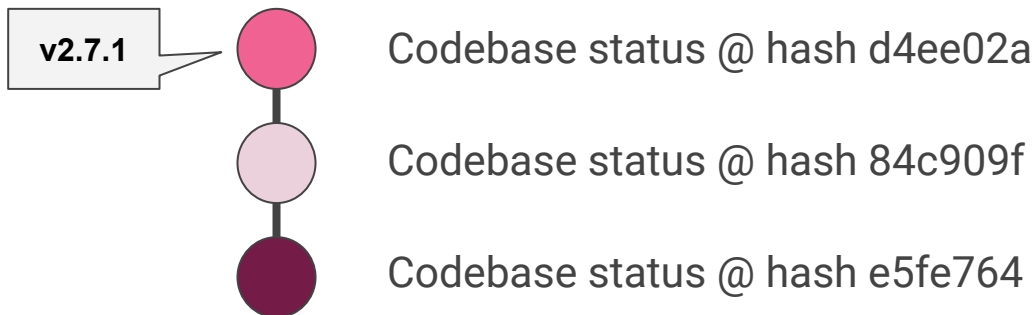 v2.7.1
Codebase status @ hash d4ee02a
Codebase status @ hash 84c909f
Codebase status @ hash e5fe764